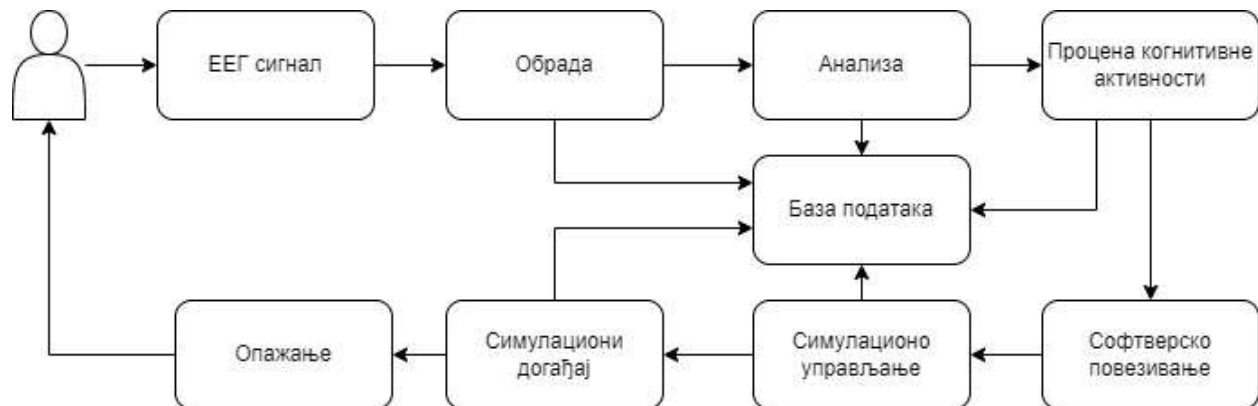 ЕЕГ сигнал
Обрада
Анализа
Процена когнитивне
активности
База података
Опажање
Симулациони
догађај
Симулационо
управљање
Софтверско
повезивање